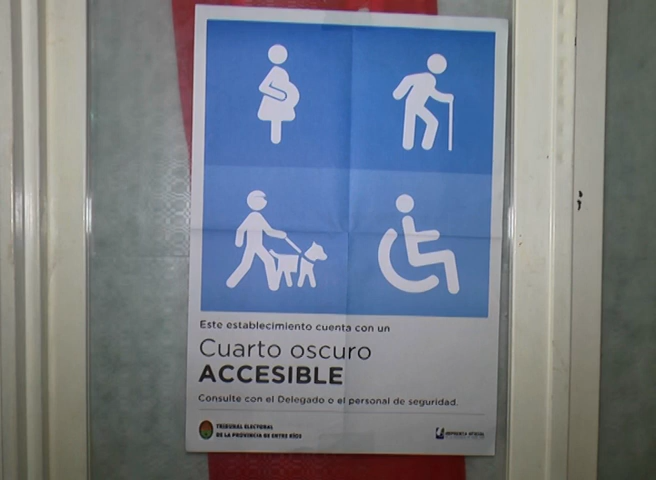 Este establecimiento cuenta con un
Cuarto oscuro
ACCESIBLE
Consulte con el Delegado o el personal de seguridad.
TRIBUNAL ELECTORAL
DE LA PROVINCIA DE ENTRE RÍOS